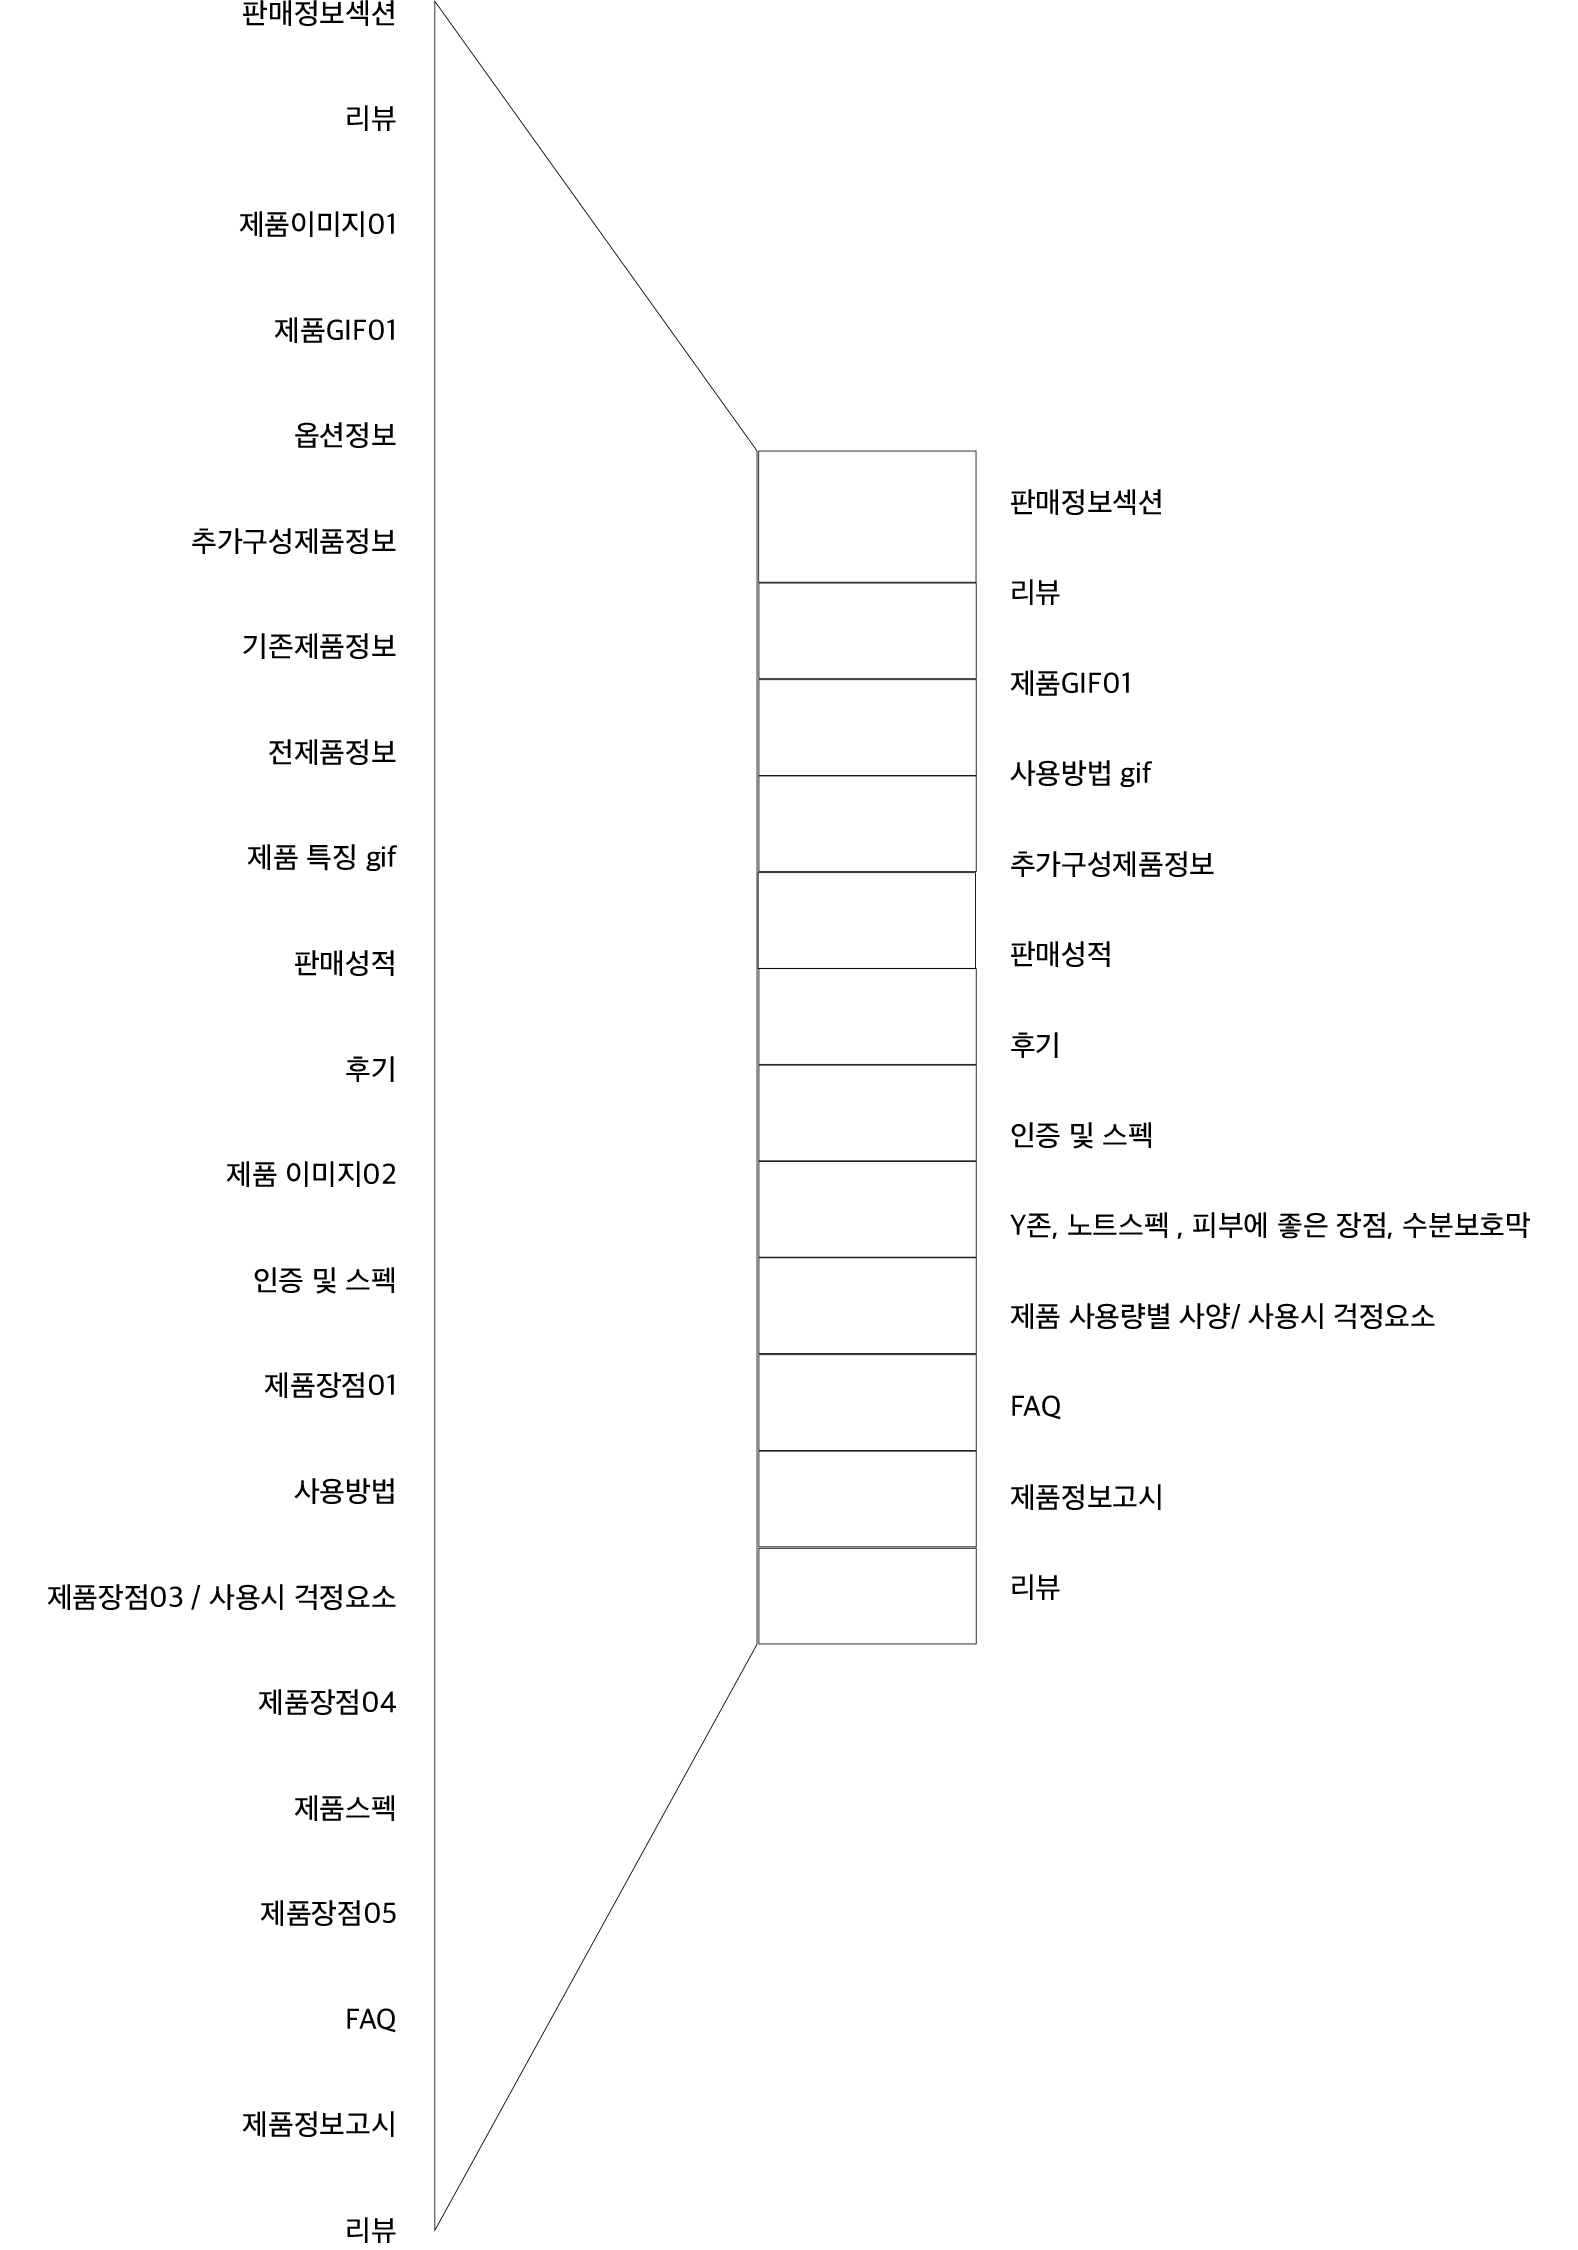 판매정보섹션
리뷰
제품이미지01
제품GIF01
옵션정보
추가구성제품정보
기존제품정보
전제품정보
제품 특징 gif
판매성적
후기
제품 이미지02
인증 및 스펙
제품장점01
사용방법
제품장점03 / 사용시 걱정요소
제품장점04
제품스펙
제품장점05
FAQ
제품정보고시
리뷰
판매정보섹션
리뷰
제품GIF01
사용방법 gif
추가구성제품정보
판매성적
후기
인증 및 스펙
Y존, 노트스펙 , 피부에 좋은 장점, 수분보호막
제품 사용량별 사양/ 사용시 걱정요소
FAQ
제품정보고시
리뷰